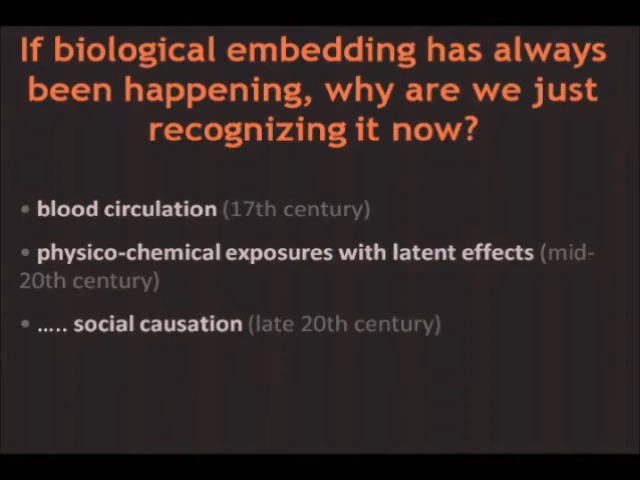 If biological embedding has always
been happening, why are we just
recognizing it now?
• blood circulation (17th century)
• physico-chemical exposures with latent effects (mid-
20th century)
• ….. social causation (late 20th century)